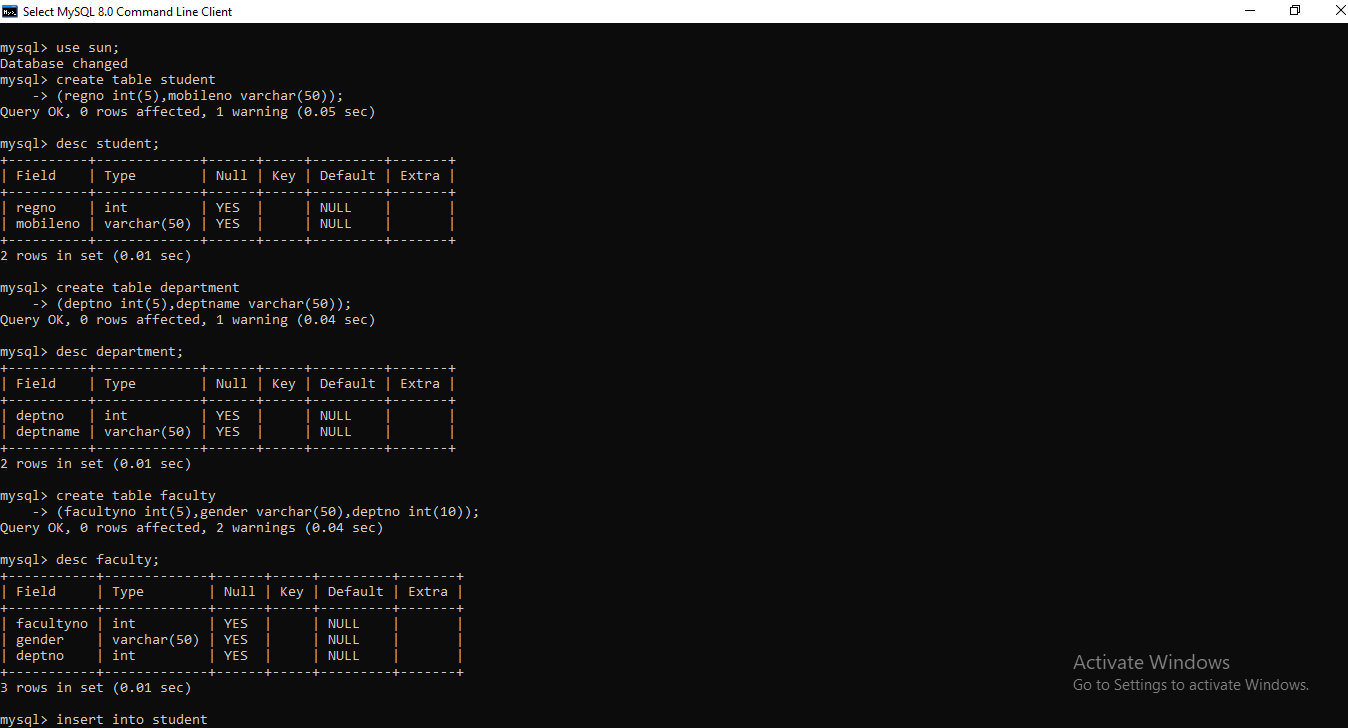 Select MySQL 8.0 Command Line Client
mysql> use sun;
Database changed
mysql> create table student
    -> (regno int(5),mobileno varchar(50));
Query OK, 0 rows affected, 1 warning (0.05 sec)
mysql> desc student;
+----------+-------------+------+-----+---------+-------+
| Field    | Type        | Null | Key | Default | Extra |
+----------+-------------+------+-----+---------+-------+
| regno    | int         | YES  |     | NULL    |       |
| mobileno | varchar(50) | YES  |     | NULL    |       |
+----------+-------------+------+-----+---------+-------+
2 rows in set (0.01 sec)
mysql> create table department
    -> (deptno int(5),deptname varchar(50));
Query OK, 0 rows affected, 1 warning (0.04 sec)
mysql> desc department;
+----------+-------------+------+-----+---------+-------+
| Field    | Type        | Null | Key | Default | Extra |
+----------+-------------+------+-----+---------+-------+
| deptno   | int         | YES  |     | NULL    |       |
| deptname | varchar(50) | YES  |     | NULL    |       |
+----------+-------------+------+-----+---------+-------+
2 rows in set (0.01 sec)
mysql> create table faculty
    -> (facultyno int(5),gender varchar(50),deptno int(10));
Query OK, 0 rows affected, 2 warnings (0.04 sec)
mysql> desc faculty;
+-----------+-------------+------+-----+---------+-------+
| Field     | Type        | Null | Key | Default | Extra |
+-----------+-------------+------+-----+---------+-------+
| facultyno | int         | YES  |     | NULL    |       |
| gender    | varchar(50) | YES  |     | NULL    |       |
| deptno    | int         | YES  |     | NULL    |       |
+-----------+-------------+------+-----+---------+-------+
3 rows in set (0.01 sec)
mysql> insert into student
Activate Windows
Go to Settings to activate Windows.